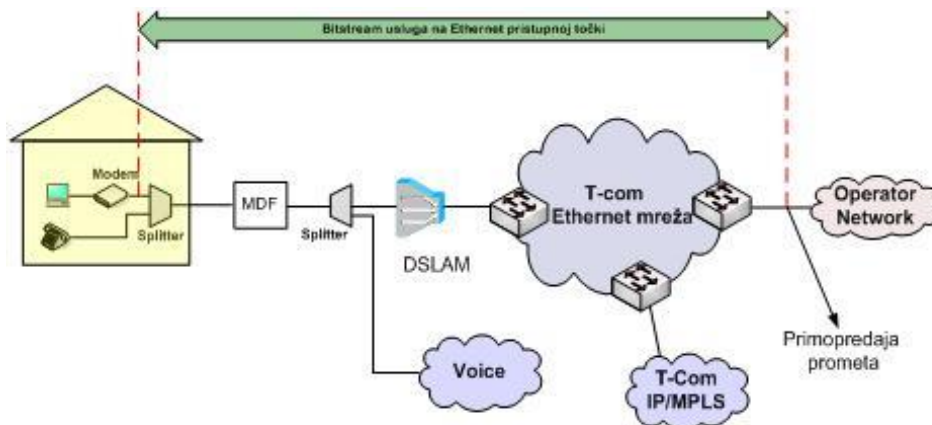 Bitstream usluga na Ethernet pristupnoj točki
Modem
Splitter
MDF
Splitter
DSLAM
T-com
Ethernet mreža
Operator
Network
Voice
T-Com
IP/MPLS
Primopredaja
prometa